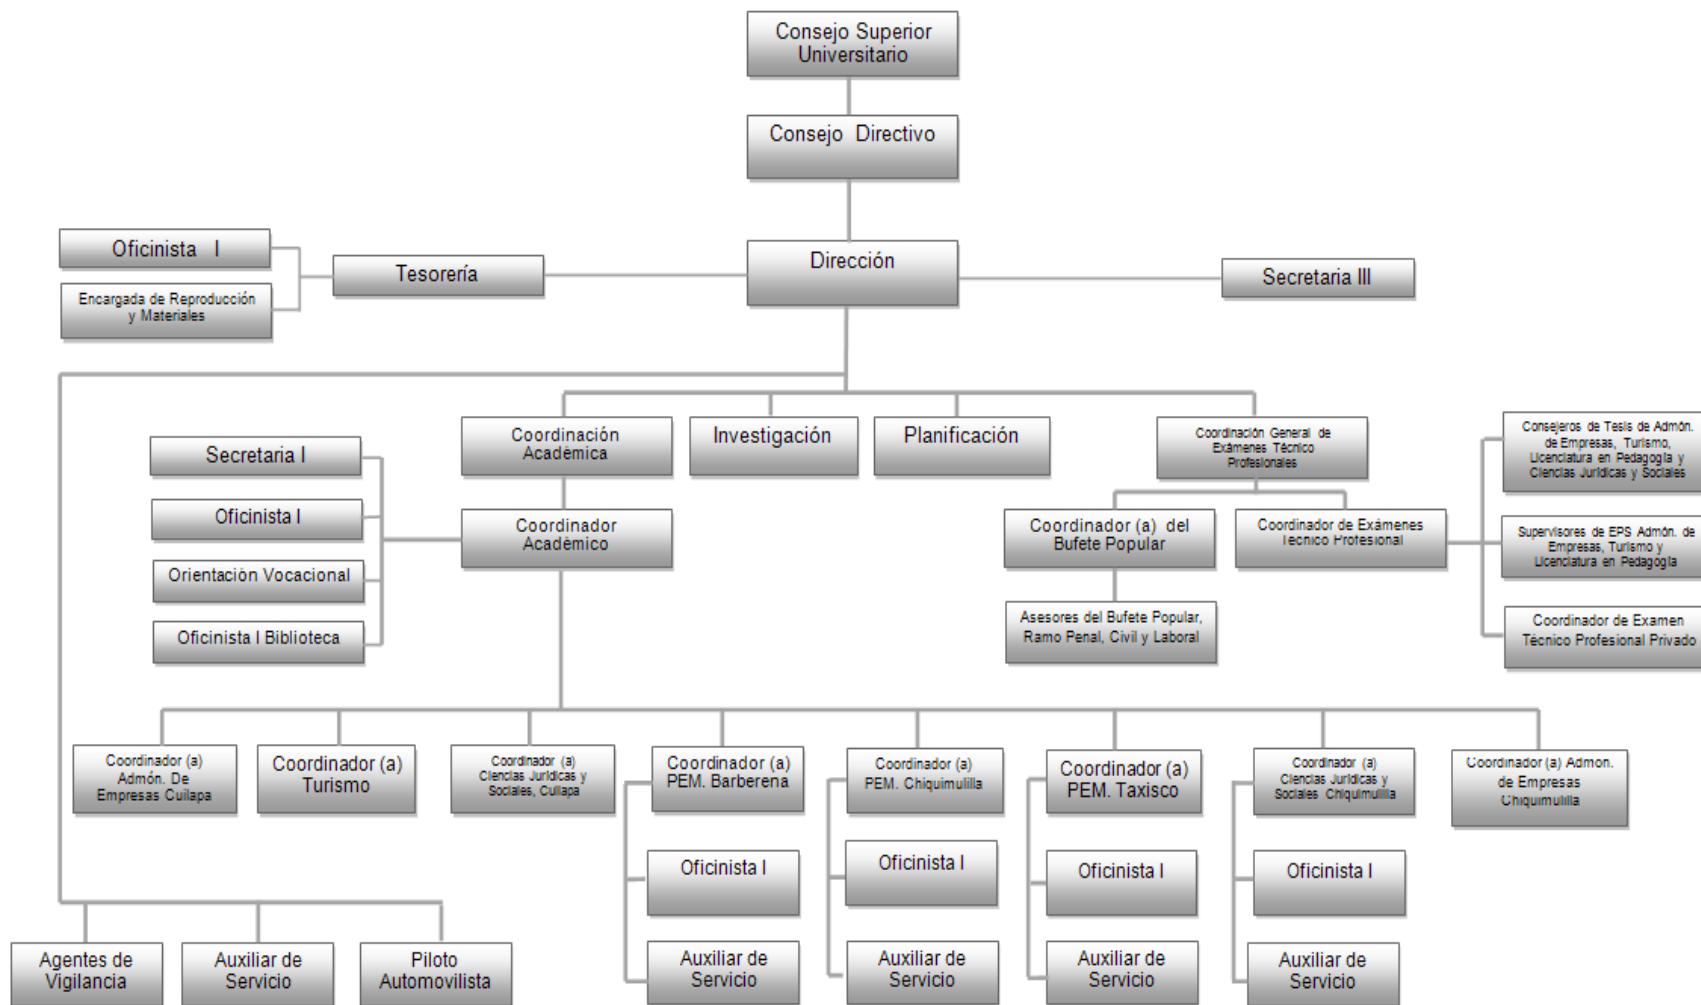 Consejo Superior
Universitario
Consejo Directivo
Dirección
Oficinista I
Tesorería
Secretaria III
Encargada de Reproducción
y Materiales
Coordinación
Académica
Investigación
Planificación
Coordinación General de
Exámenes Técnico
Profesionales
Consejeros de Tesis de Admón.
de Empresas, Turismo,
Licenciatura en Pedagogía y
Ciencias Jurídicas y Sociales
Secretaria I
Oficinista I
Coordinador
Académico
Coordinador (a) del
Bufete Popular
Coordinador de Exámenes
Técnico Profesional
Supervisores de EPS Admón. de
Empresas, Turismo y
Licenciatura en Pedagogía
Orientación Vocacional
Oficinista I Biblioteca
Asesores del Bufete Popular,
Ramo Penal, Civil y Laboral
Coordinador de Examen
Técnico Profesional Privado
Coordinador (a)
Admón. De
Empresas Cuilapa
Coordinador (a)
Turismo
Coordinador (a)
Ciencias Jurídicas y
Sociales, Cuilapa
Coordinador (a)
PEM. Barberena
Coordinador (a)
PEM. Chiquimulilla
Coordinador (a)
PEM. Taxisco
Coordinador (a)
Ciencias Jurídicas y
Sociales Chiquimulilla
Coordinador (a) Admon.
de Empresas
Chiquimulilla
Oficinista I
Oficinista I
Oficinista I
Oficinista I
Agentes de
Vigilancia
Auxiliar de
Servicio
Piloto
Automovilista
Auxiliar de
Servicio
Auxiliar de
Servicio
Auxiliar de
Servicio
Auxiliar de
Servicio